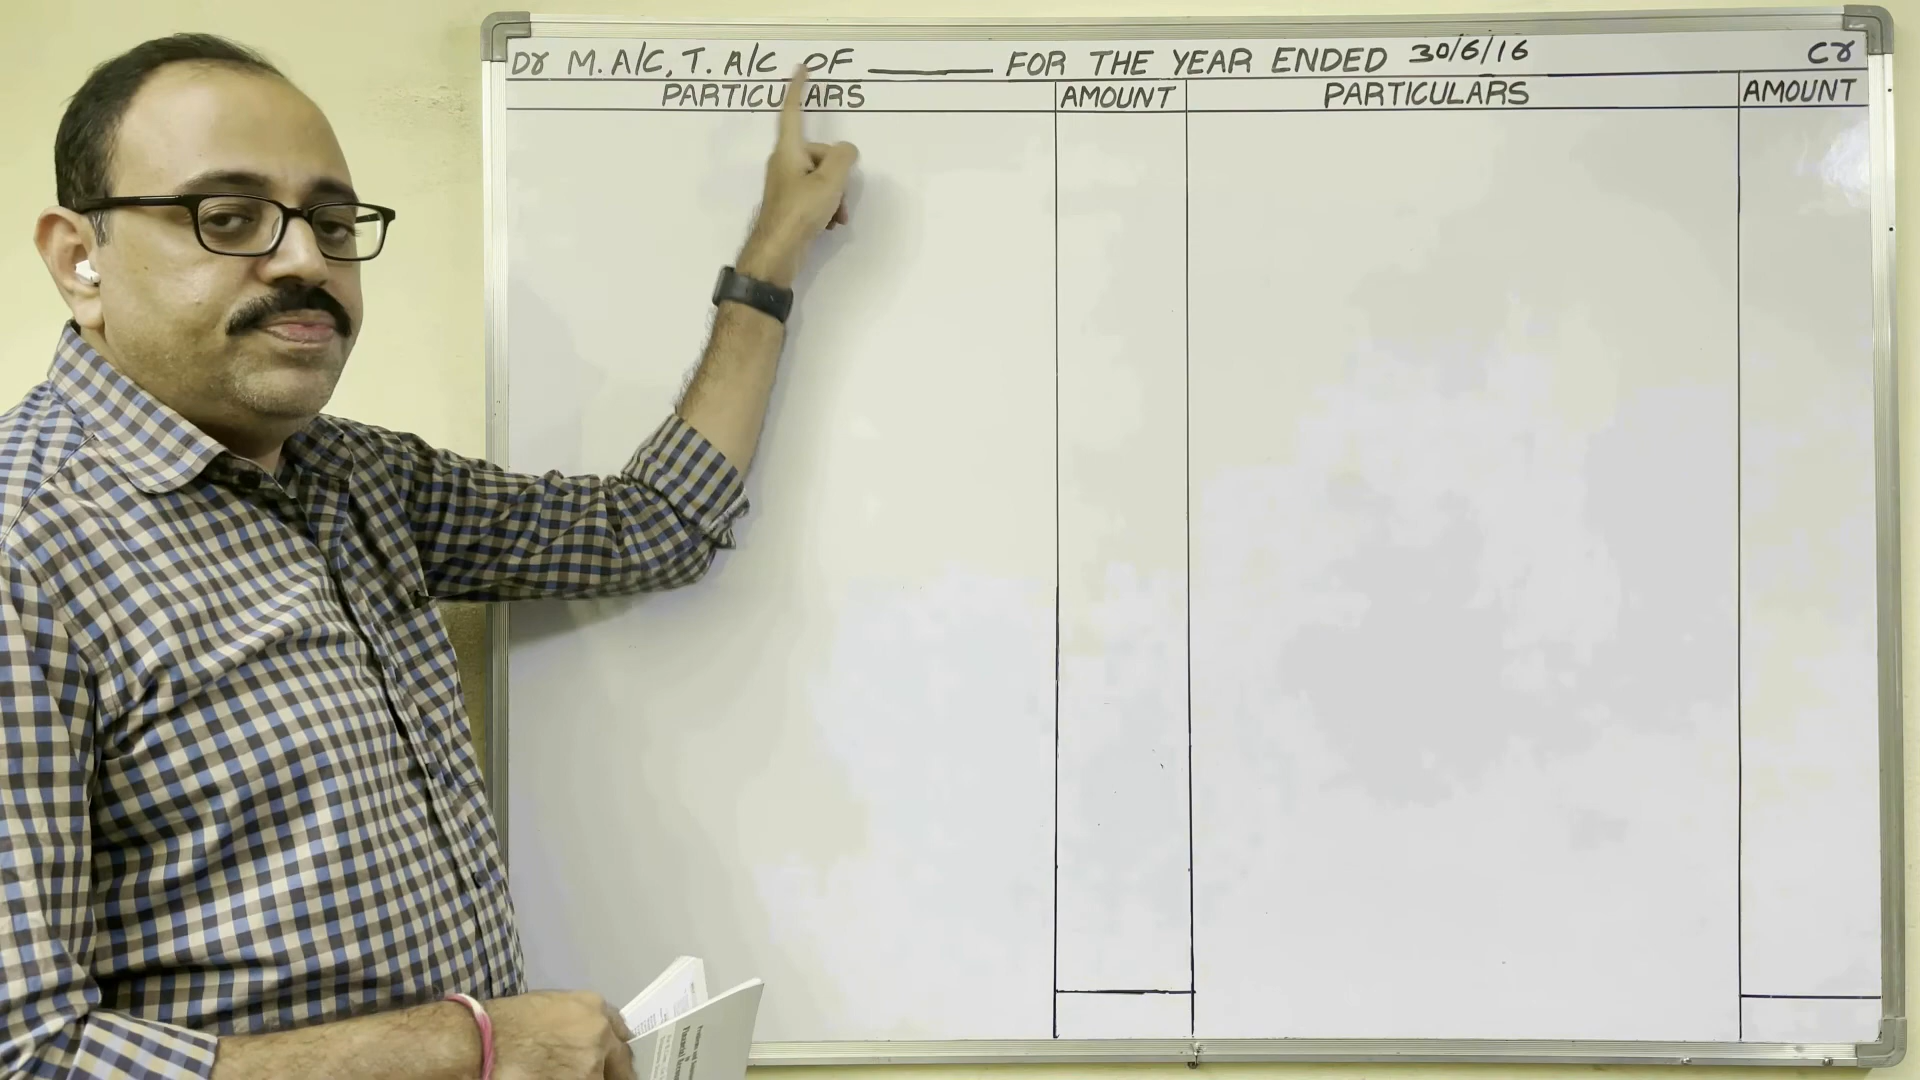 Dr M. A/C, T. A/C OF ______ FOR THE YEAR ENDED 30/6/16 Cr
PARTICULARS AMOUNT PARTICULARS AMOUNT